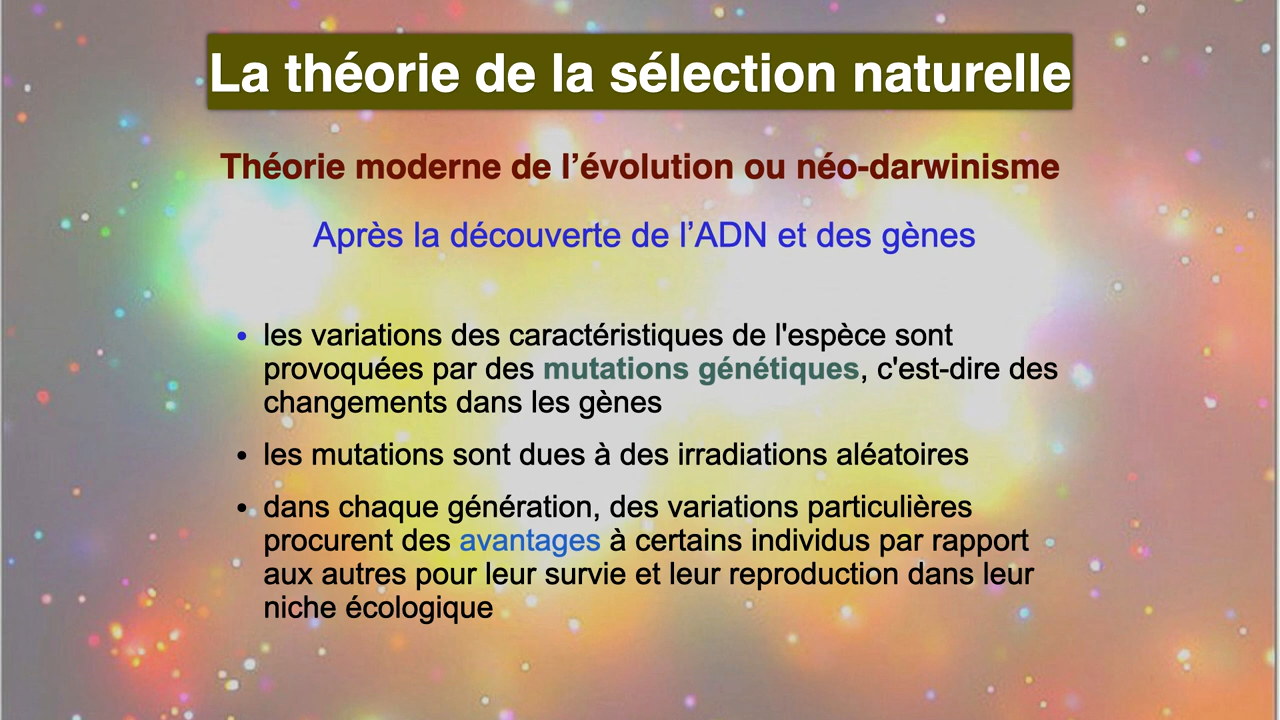 La théorie de la sélection naturelle
Théorie moderne de l’évolution ou néo-darwinisme
Après la découverte de l’ADN et des gènes
• les variations des caractéristiques de l'espèce sont
provoquées par des mutations génétiques, c'est-dire des
changements dans les gènes
• les mutations sont dues à des irradiations aléatoires
• dans chaque génération, des variations particulières
procurent des avantages à certains individus par rapport
aux autres pour leur survie et leur reproduction dans leur
niche écologique